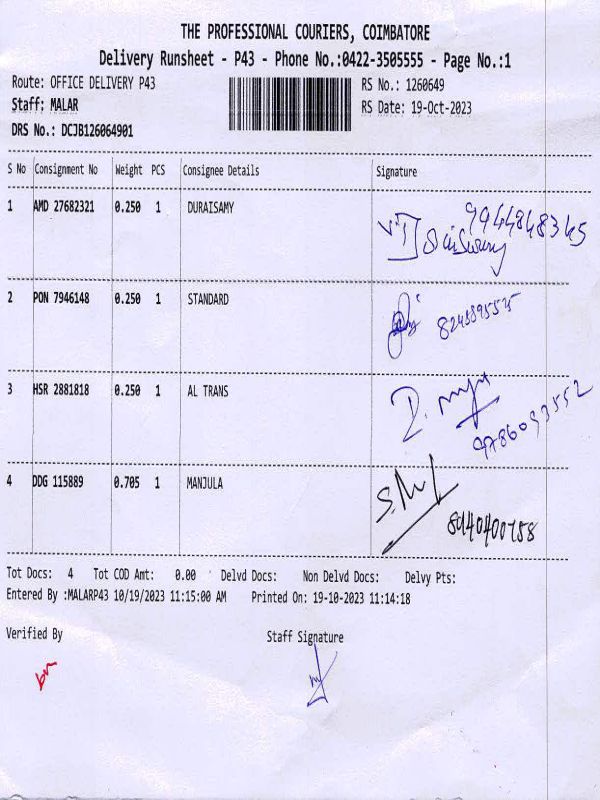 THE PROFESSIONAL COURIERS, COIMBATORE
Delivery Runsheet - P43 - Phone No.:0422-3505555 - Page No.:1
Route: OFFICE DELIVERY P43 RS No.: 1260649
Staff: MALAR RS Date: 19-Oct-2023
DRS No.: DCJB126064901
S No Consignment No Weight PCS Consignee Details Signature
1 AMD 27682321 0.250 1 DURAISAMY
2 PON 7946148 0.250 1 STANDARD
3 HSR 2881818 0.250 1 AL TRANS
9786093552
4 DDG 115889 0.705 1 MANJULA
Tot Docs: 4 Tot COD Amt: 0.00 Delvd Docs: Non Delvd Docs: Delvy Pts:
Entered By :MALARP43 10/19/2023 11:15:00 AM Printed On: 19-10-2023 11:14:18
Verified By Staff Signature